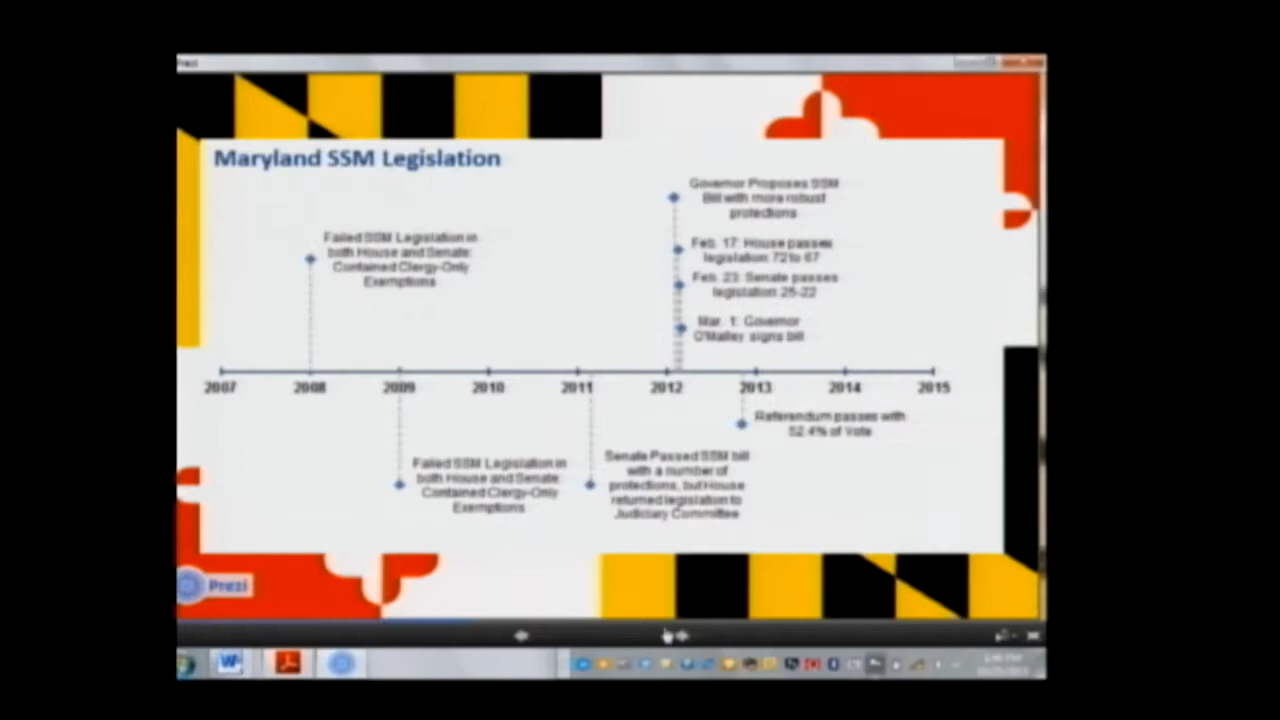 Prezi
Maryland SSM Legislation
Governor Proposes SSM
Bill with more robust
protections
Failed SSM Legislation in
both House and Senate:
Contained Clergy-Only
Exemptions
Feb. 17: House passes
legislation 72 to 67
Feb. 23: Senate passes
legislation 25-22
Mar. 1: Governor
O'Malley signs bill
2007 2008 2009 2010 2011 2012 2013 2014 2015
Referendum passes with
52.4% of Vote
Failed SSM Legislation in
both House and Senate:
Contained Clergy-Only
Exemptions
Senate Passed SSM bill
with a number of
protections, but House
returned legislation to
Judiciary Committee
Prezi
W